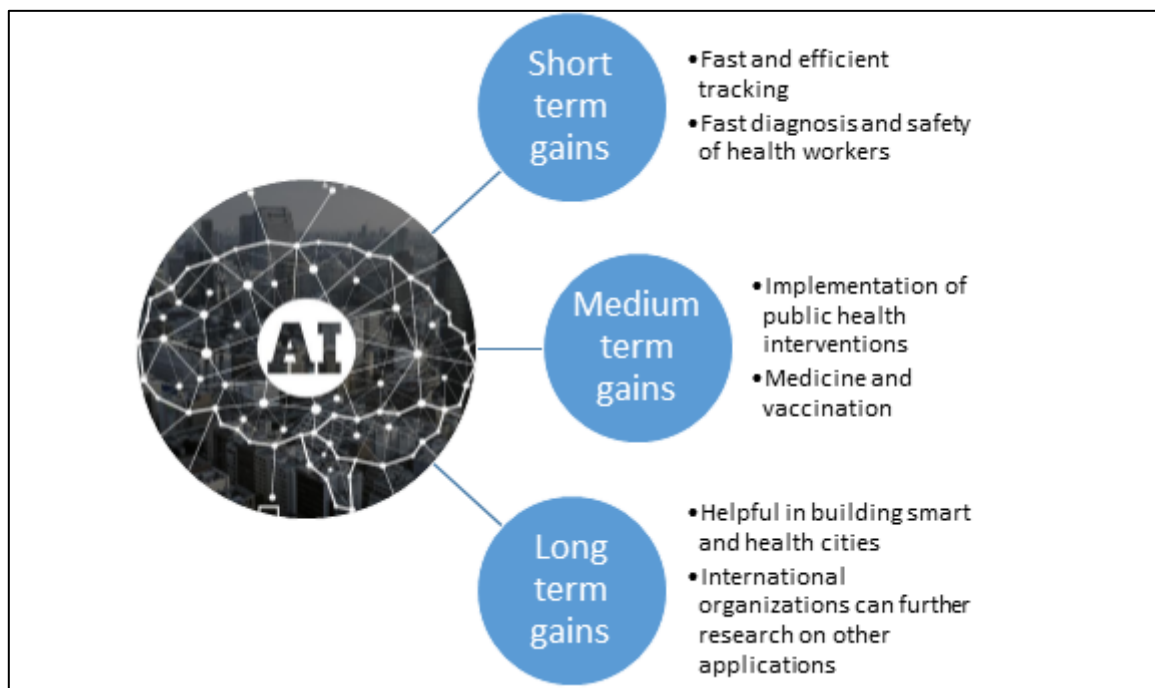 Short
term
gains
•Fast and efficient
tracking
•Fast diagnosis and safety
of health workers
AI
Medium
term
gains
•Implementation of
public health
interventions
•Medicine and
vaccination
Long
term
gains
•Helpful in building smart
and health cities
•International
organizations can further
research on other
applications